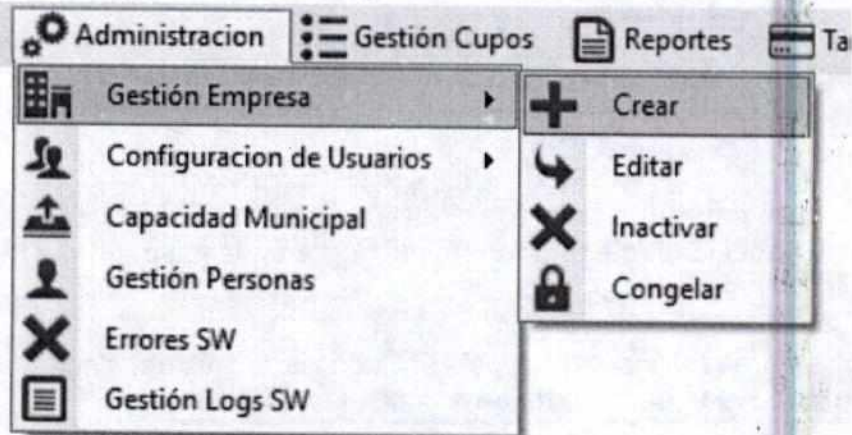 Administracion Gestión Cupos Reportes
Gestión Empresa
Configuracion de Usuarios
Capacidad Municipal
Gestión Personas
Errores SW
Gestión Logs SW
Crear
Editar
Inactivar
Congelar